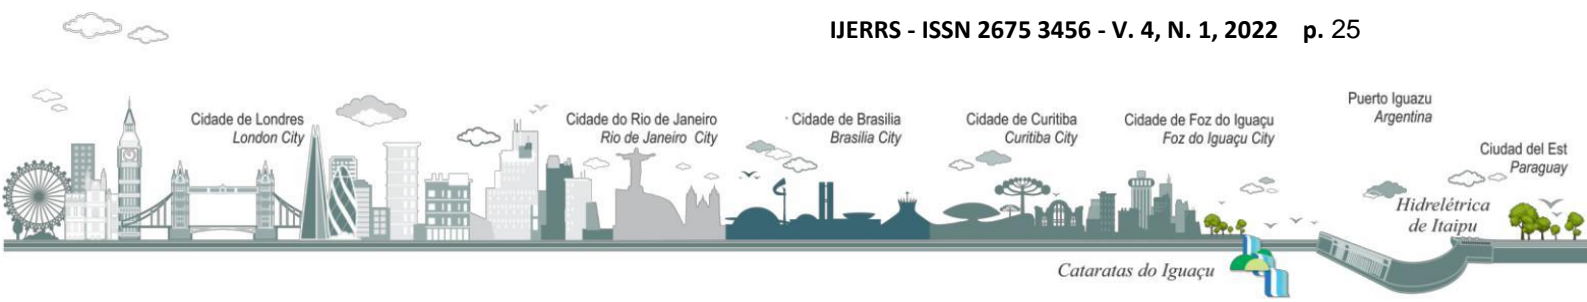 IJERRS - ISSN 2675 3456 - V. 4, N. 1, 2022 p. 25
Cidade de Londres
London City
Cidade do Rio de Janeiro
Rio de Janeiro City
Cidade de Brasilia
Brasilia City
Cidade de Curitiba
Curitiba City
Cidade de Foz do Iguaçu
Foz do Iguaçu City
Puerto Iguazu
Argentina
Ciudad del Est
Paraguay
Hidrelétrica
de Itaipu
Cataratas do Iguaçu